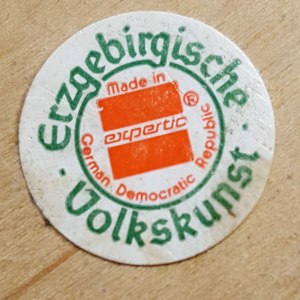 · Erzgebirgische ·
Volkskunst
Made in
expertic ®
German Democratic Republic